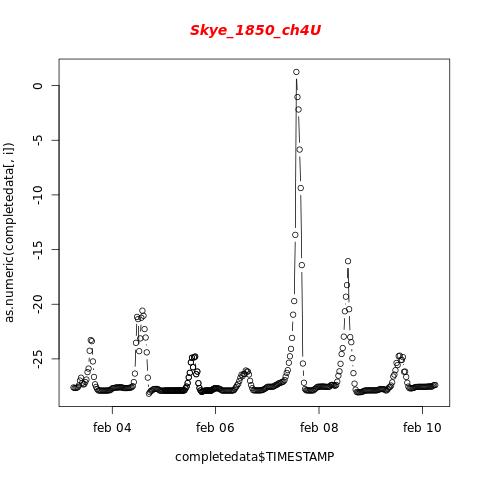 Skye_1850_ch4U
as.numeric(completedata[, i])
0
-5
-10
-15
-20
-25
feb 04
feb 06
feb 08
feb 10
completedata$TIMESTAMP